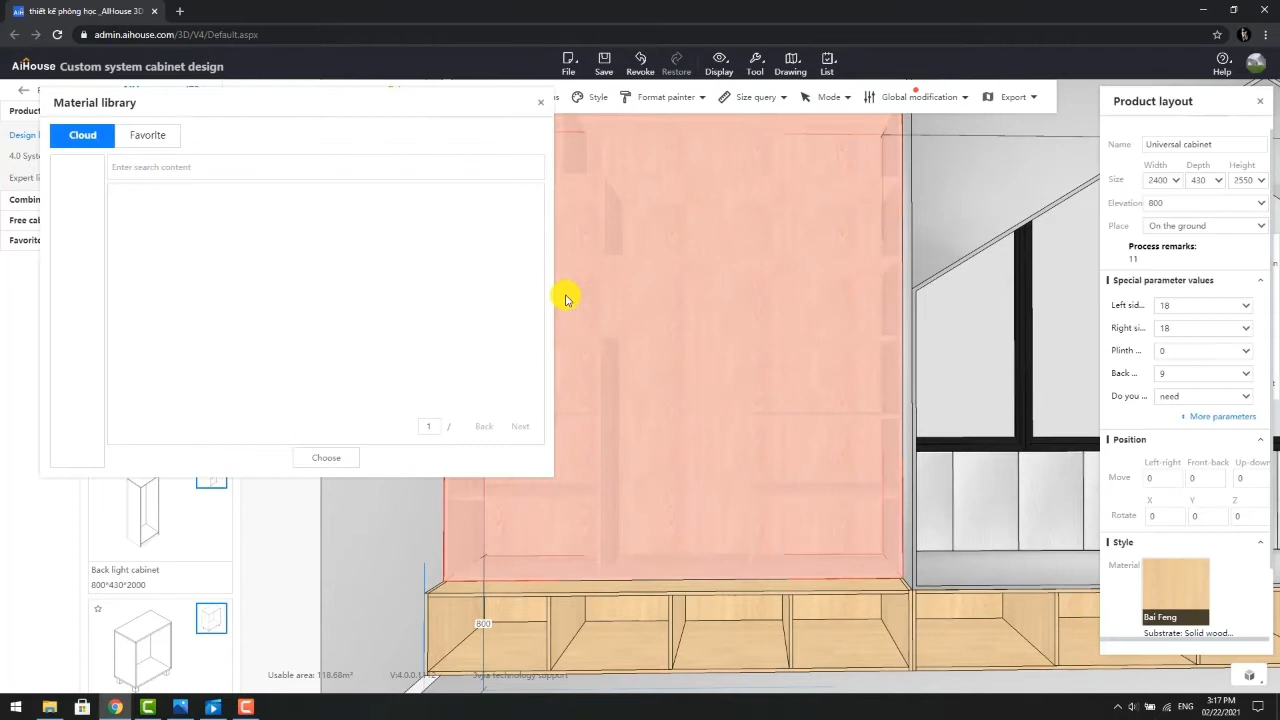 thiết kế phòng học _AIHouse 3D
admin.aihouse.com/3D/V4/Default.aspx
AiHouse Custom system cabinet design
File
Save
Revoke
Restore
Display
Tool
Drawing
List
Help
Style
Format painter
Size query
Mode
Global modification
Export
Material library
Cloud
Favorite
Enter search content
1 /
Back
Next
Choose
Product
Design l
4.0 Syst
Expert li
Combin
Free cab
Favorit
Back light cabinet
800*430*2000
800
Usable area: 118.68m²
technology support
Product layout
Name Universal cabinet
Width Depth Height
Size 2400 430 2550
Elevation 800
Place On the ground
Process remarks:
11
Special parameter values
Left sid... 18
Right si... 18
Plinth ... 0
Back ... 9
Do you ... need
More parameters
Position
Left-right Front-back Up-down
Move 0 0 0
X Y Z
Rotate 0 0 0
Style
Material
Bai Feng
Substrate: Solid wood...
ENG
3:17 PM
02/22/2021